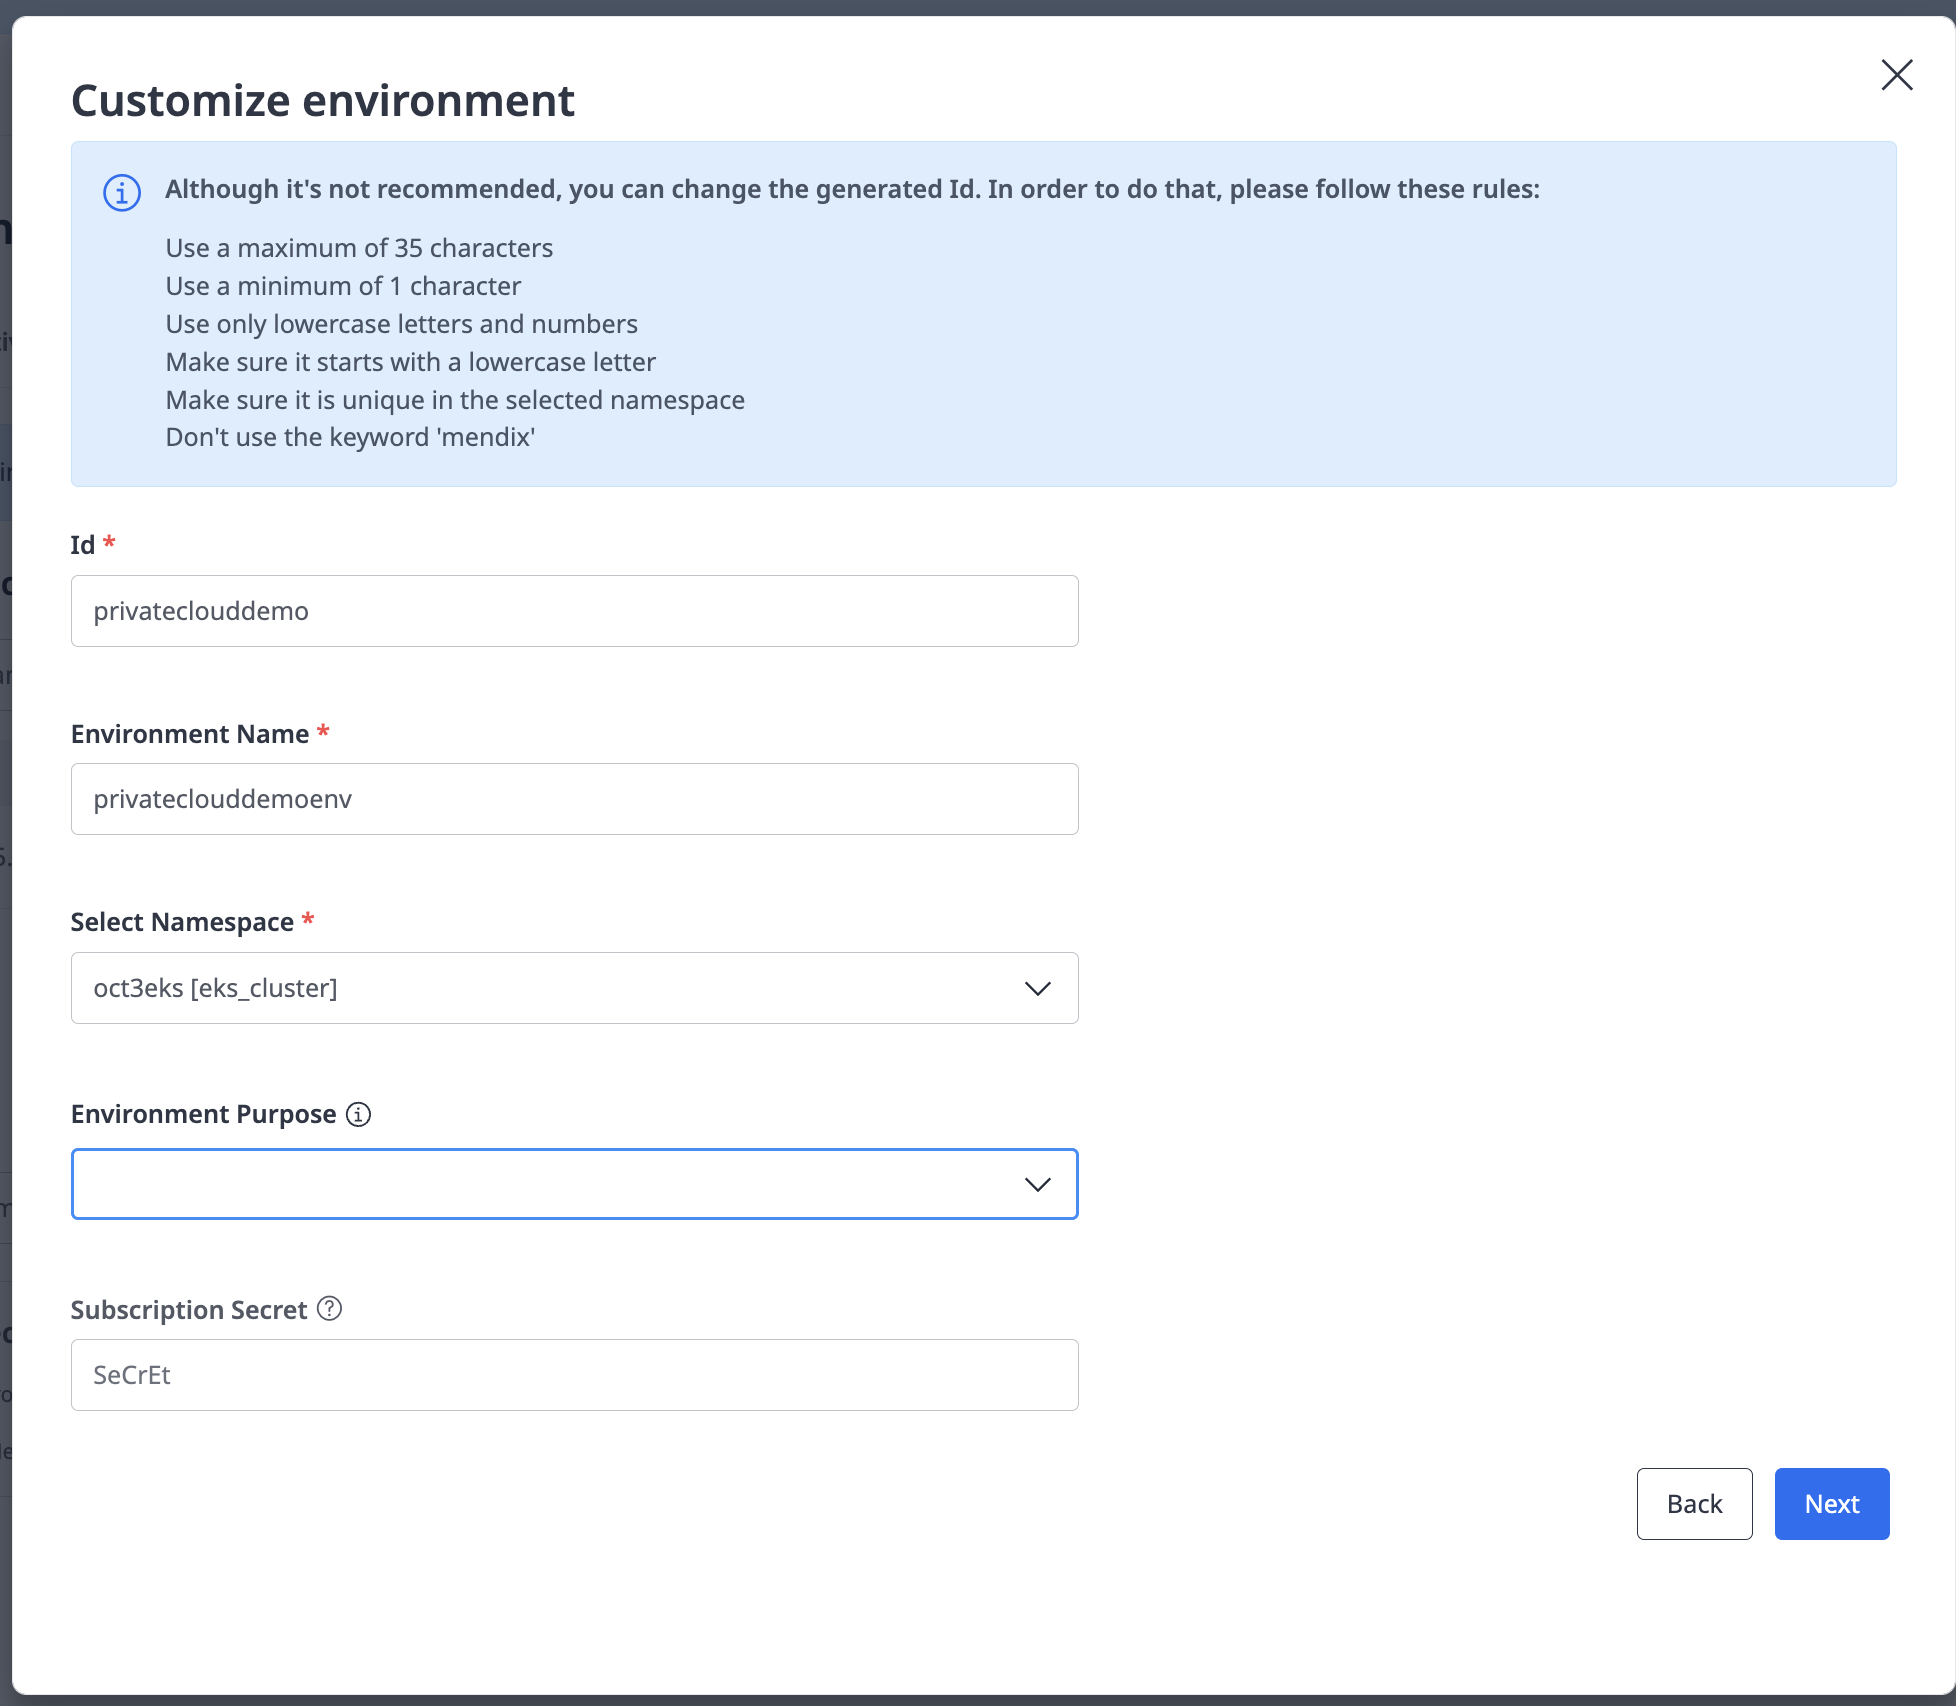 Customize environment
Although it's not recommended, you can change the generated Id. In order to do that, please follow these rules:
Use a maximum of 35 characters
Use a minimum of 1 character
Use only lowercase letters and numbers
Make sure it starts with a lowercase letter
Make sure it is unique in the selected namespace
Don't use the keyword 'mendix'
Id *
privateclouddemo
Environment Name *
privateclouddemoenv
Select Namespace *
oct3eks [eks_cluster]
Environment Purpose
Subscription Secret
SeCrEt
Back
Next